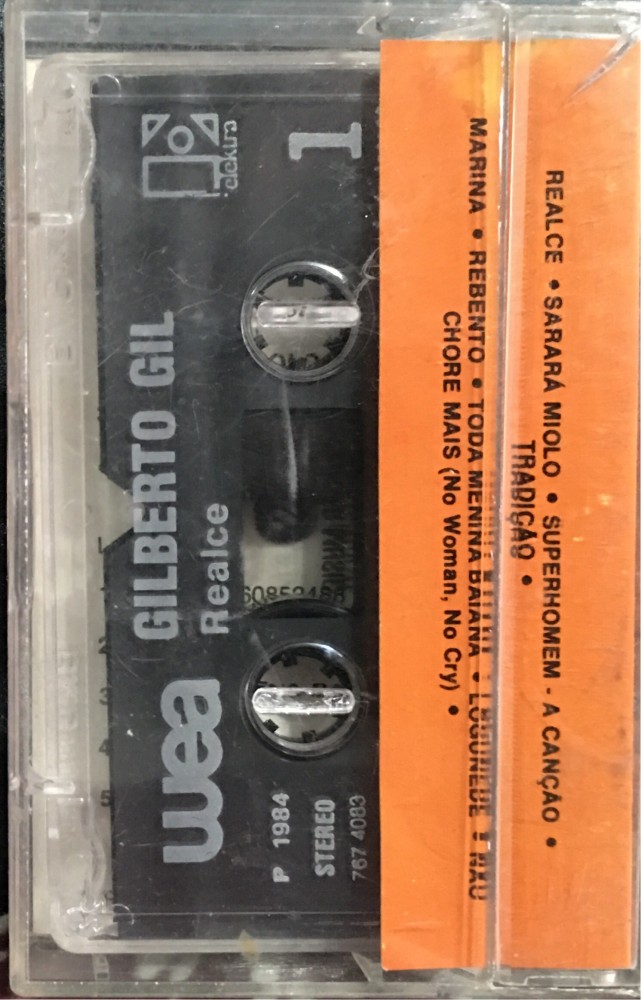 elektra
1
GILBERTO GIL
Realce
wea
P 1984
STEREO
767 4083
REALCE • SARARÁ MIOLO • SUPERHOMEM - A CANÇÃO •
TRADIÇÃO •
MARINA • REBENTO • TODA MENINA BAIANA • LOGUNEDÉ •
CHORE MAIS (No Woman, No Cry) •